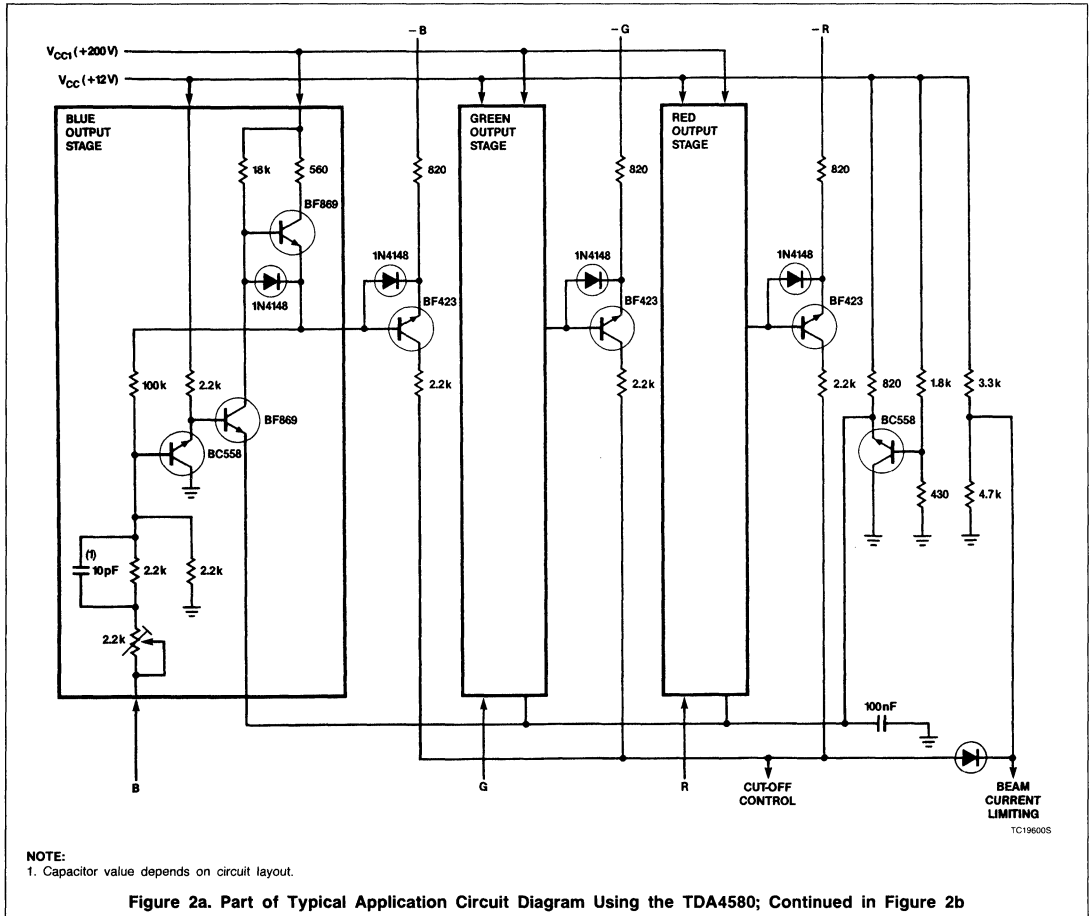 –B
–G
–R
VCC1 (+200V)
VCC (+12V)
BLUE
OUTPUT
STAGE
GREEN
OUTPUT
STAGE
RED
OUTPUT
STAGE
18k
560
820
820
820
BF869
1N4148
1N4148
1N4148
1N4148
BF423
BF423
BF423
100k
2.2k
BF869
BC558
2.2k
2.2k
2.2k
820
1.8k
3.3k
BC558
430
4.7k
(1)
10pF
2.2k
2.2k
2.2k
100nF
B
G
R
CUT-OFF
CONTROL
BEAM
CURRENT
LIMITING
TC19600S
NOTE:
1. Capacitor value depends on circuit layout.
Figure 2a. Part of Typical Application Circuit Diagram Using the TDA4580; Continued in Figure 2b